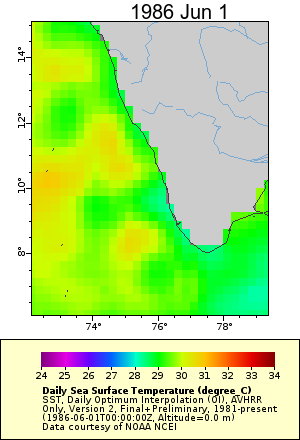 1986 Jun 1
14°
12°
10°
8°
74° 76° 78°
24 25 26 27 28 29 30 31 32 33 34
Daily Sea Surface Temperature (degree_C)
SST, Daily Optimum Interpolation (OI), AVHRR
Only, Version 2, Final+Preliminary, 1981-present
(1986-06-01T00:00:00Z, Altitude=0.0 m)
Data courtesy of NOAA NCEI